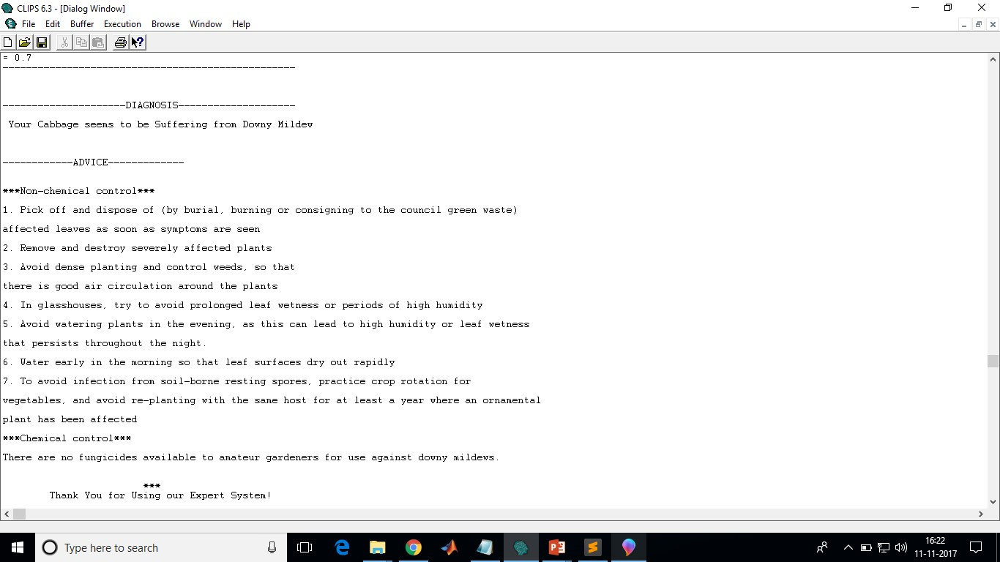 CLIPS 6.3 - [Dialog Window]
File Edit Buffer Execution Browse Window Help
= 0.7
--------------------------------------------------
---------------------DIAGNOSIS--------------------
Your Cabbage seems to be Suffering from Downy Mildew
------------ADVICE-------------
***Non-chemical control***
1. Pick off and dispose of (by burial, burning or consigning to the council green waste)
affected leaves as soon as symptoms are seen
2. Remove and destroy severely affected plants
3. Avoid dense planting and control weeds, so that
there is good air circulation around the plants
4. In glasshouses, try to avoid prolonged leaf wetness or periods of high humidity
5. Avoid watering plants in the evening, as this can lead to high humidity or leaf wetness
that persists throughout the night.
6. Water early in the morning so that leaf surfaces dry out rapidly
7. To avoid infection from soil-borne resting spores, practice crop rotation for
vegetables, and avoid re-planting with the same host for at least a year where an ornamental
plant has been affected
***Chemical control***
There are no fungicides available to amateur gardeners for use against downy mildews.
***
Thank You for Using our Expert System!
Type here to search
16:22
11-11-2017